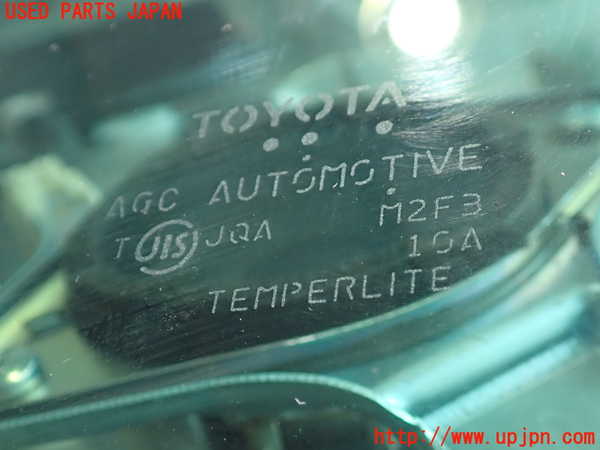 USED PARTS JAPAN
TOYOTA
AGC AUTOMOTIVE
T JIS JQA M2F3
10A
TEMPERLITE
http://www.upjpn.com/